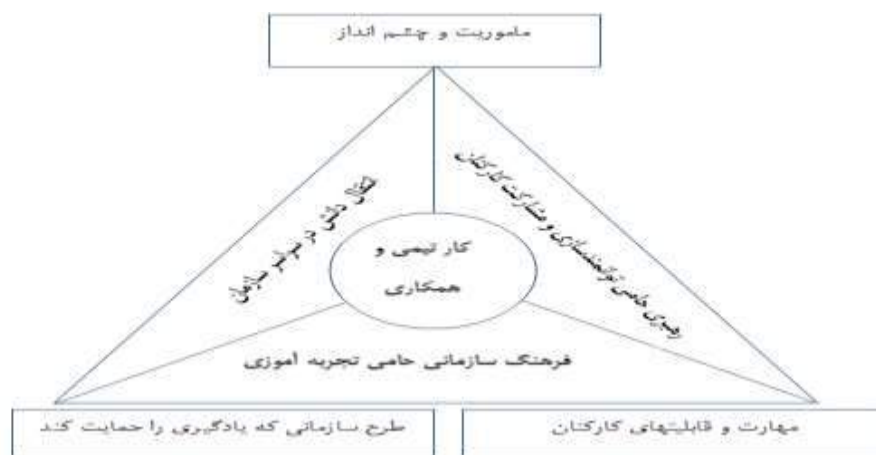 ماموریت و چشم انداز
رهبری حامی توانمندسازی و مشارکت کارکنان
انتقال دانش در سراسر سازمان
کار تیمی و
همکاری
فرهنگ سازمانی حامی تجربه آموزی
مهارت و قابلیتهای کارکنان
طرح سازمانی که یادگیری را حمایت کند